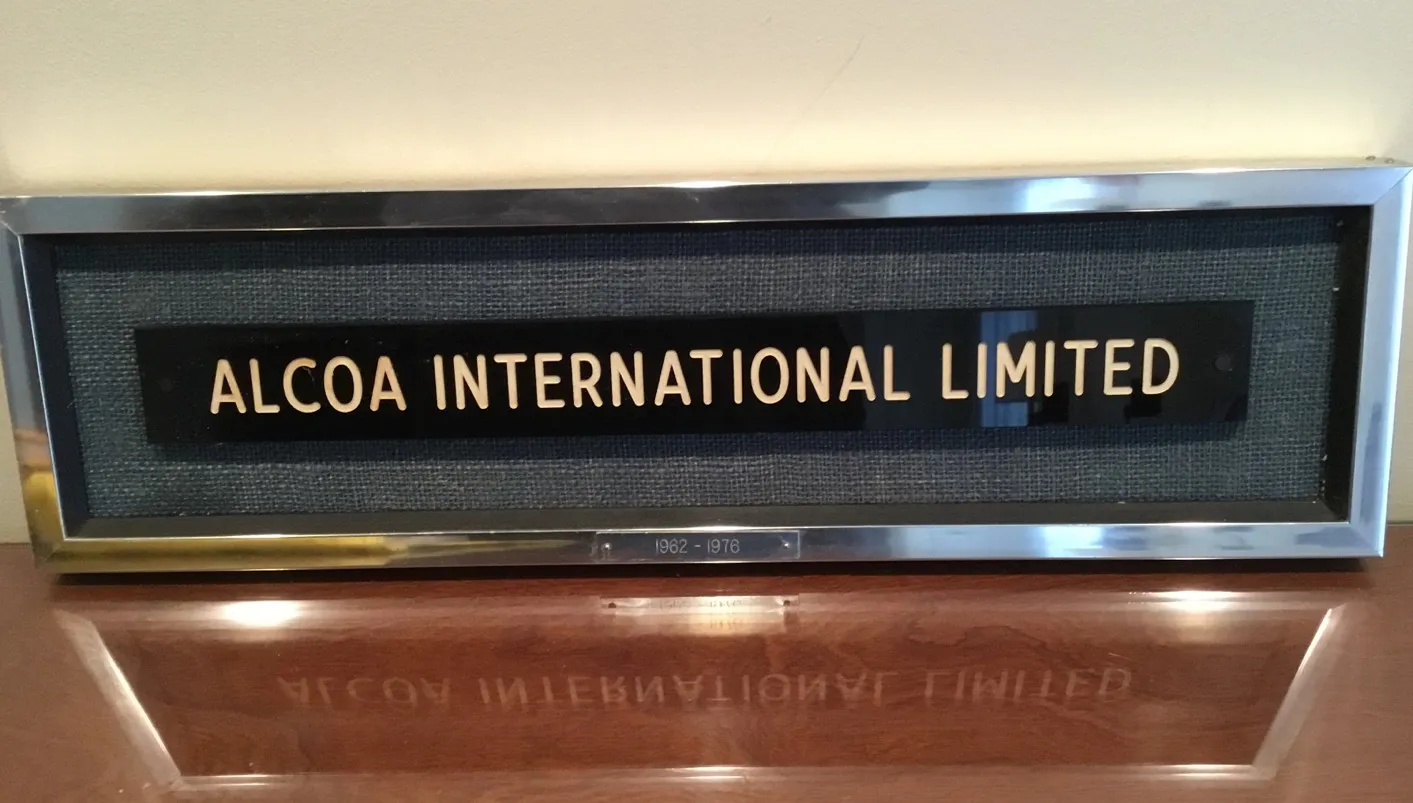 ALCOA INTERNATIONAL LIMITED
1962 - 1976